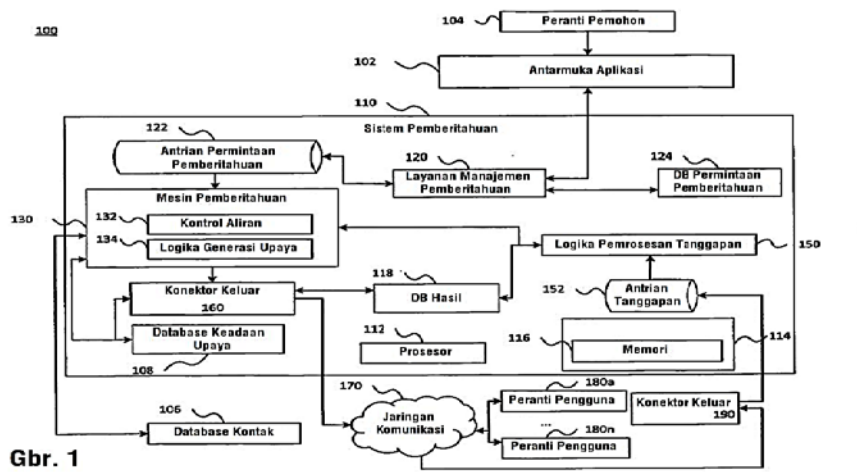 100
104
Peranti Pemohon
102
Antarmuka Aplikasi
110
Sistem Pemberitahuan
122
Antrian Permintaan
Pemberitahuan
120
Layanan Manajemen
Pemberitahuan
124
DB Permintaan
Pemberitahuan
130
Mesin Pemberitahuan
132
Kontrol Aliran
134
Logika Generasi Upaya
Logika Pemrosesan Tanggapan
150
Konektor Keluar
160
118
DB Hasil
152
Antrian
Tanggapan
Database Keadaan
Upaya
108
112
Prosesor
116
Memori
114
106
Database Kontak
170
Jaringan
Komunikasi
180a
Peranti Pengguna
...
180n
Peranti Pengguna
Konektor Keluar
190
Gbr. 1